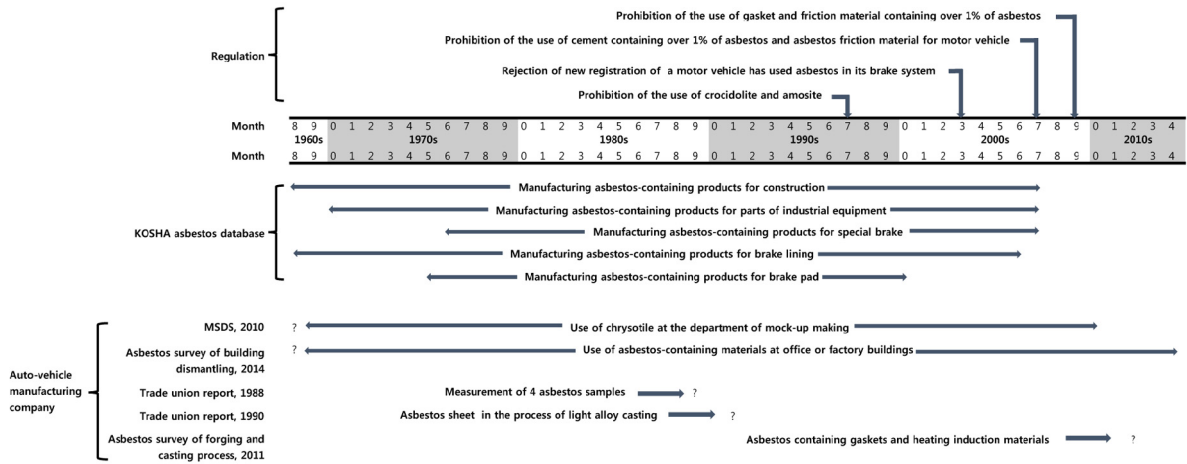 Prohibition of the use of gasket and friction material containing over 1% of asbestos
Prohibition of the use of cement containing over 1% of asbestos and asbestos friction material for motor vehicle
Regulation
Rejection of new registration of a motor vehicle has used asbestos in its brake system
Prohibition of the use of crocidolite and amosite
Month 8 9 0 1 2 3 4 5 6 7 8 9 0 1 2 3 4 5 6 7 8 9 0 1 2 3 4 5 6 7 8 9 0 1 2 3 4 5 6 7 8 9 0 1 2 3 4
1960s 1970s 1980s 1990s 2000s 2010s
Month 8 9 0 1 2 3 4 5 6 7 8 9 0 1 2 3 4 5 6 7 8 9 0 1 2 3 4 5 6 7 8 9 0 1 2 3 4 5 6 7 8 9 0 1 2 3 4
Manufacturing asbestos-containing products for construction
Manufacturing asbestos-containing products for parts of industrial equipment
KOSHA asbestos database
Manufacturing asbestos-containing products for special brake
Manufacturing asbestos-containing products for brake lining
Manufacturing asbestos-containing products for brake pad
Auto-vehicle
manufacturing
company
MSDS, 2010 ? Use of chrysotile at the department of mock-up making
Asbestos survey of building
dismantling, 2014
? Use of asbestos-containing materials at office or factory buildings
Trade union report, 1988 Measurement of 4 asbestos samples ?
Trade union report, 1990 Asbestos sheet in the process of light alloy casting ?
Asbestos survey of forging and
casting process, 2011
Asbestos containing gaskets and heating induction materials ?